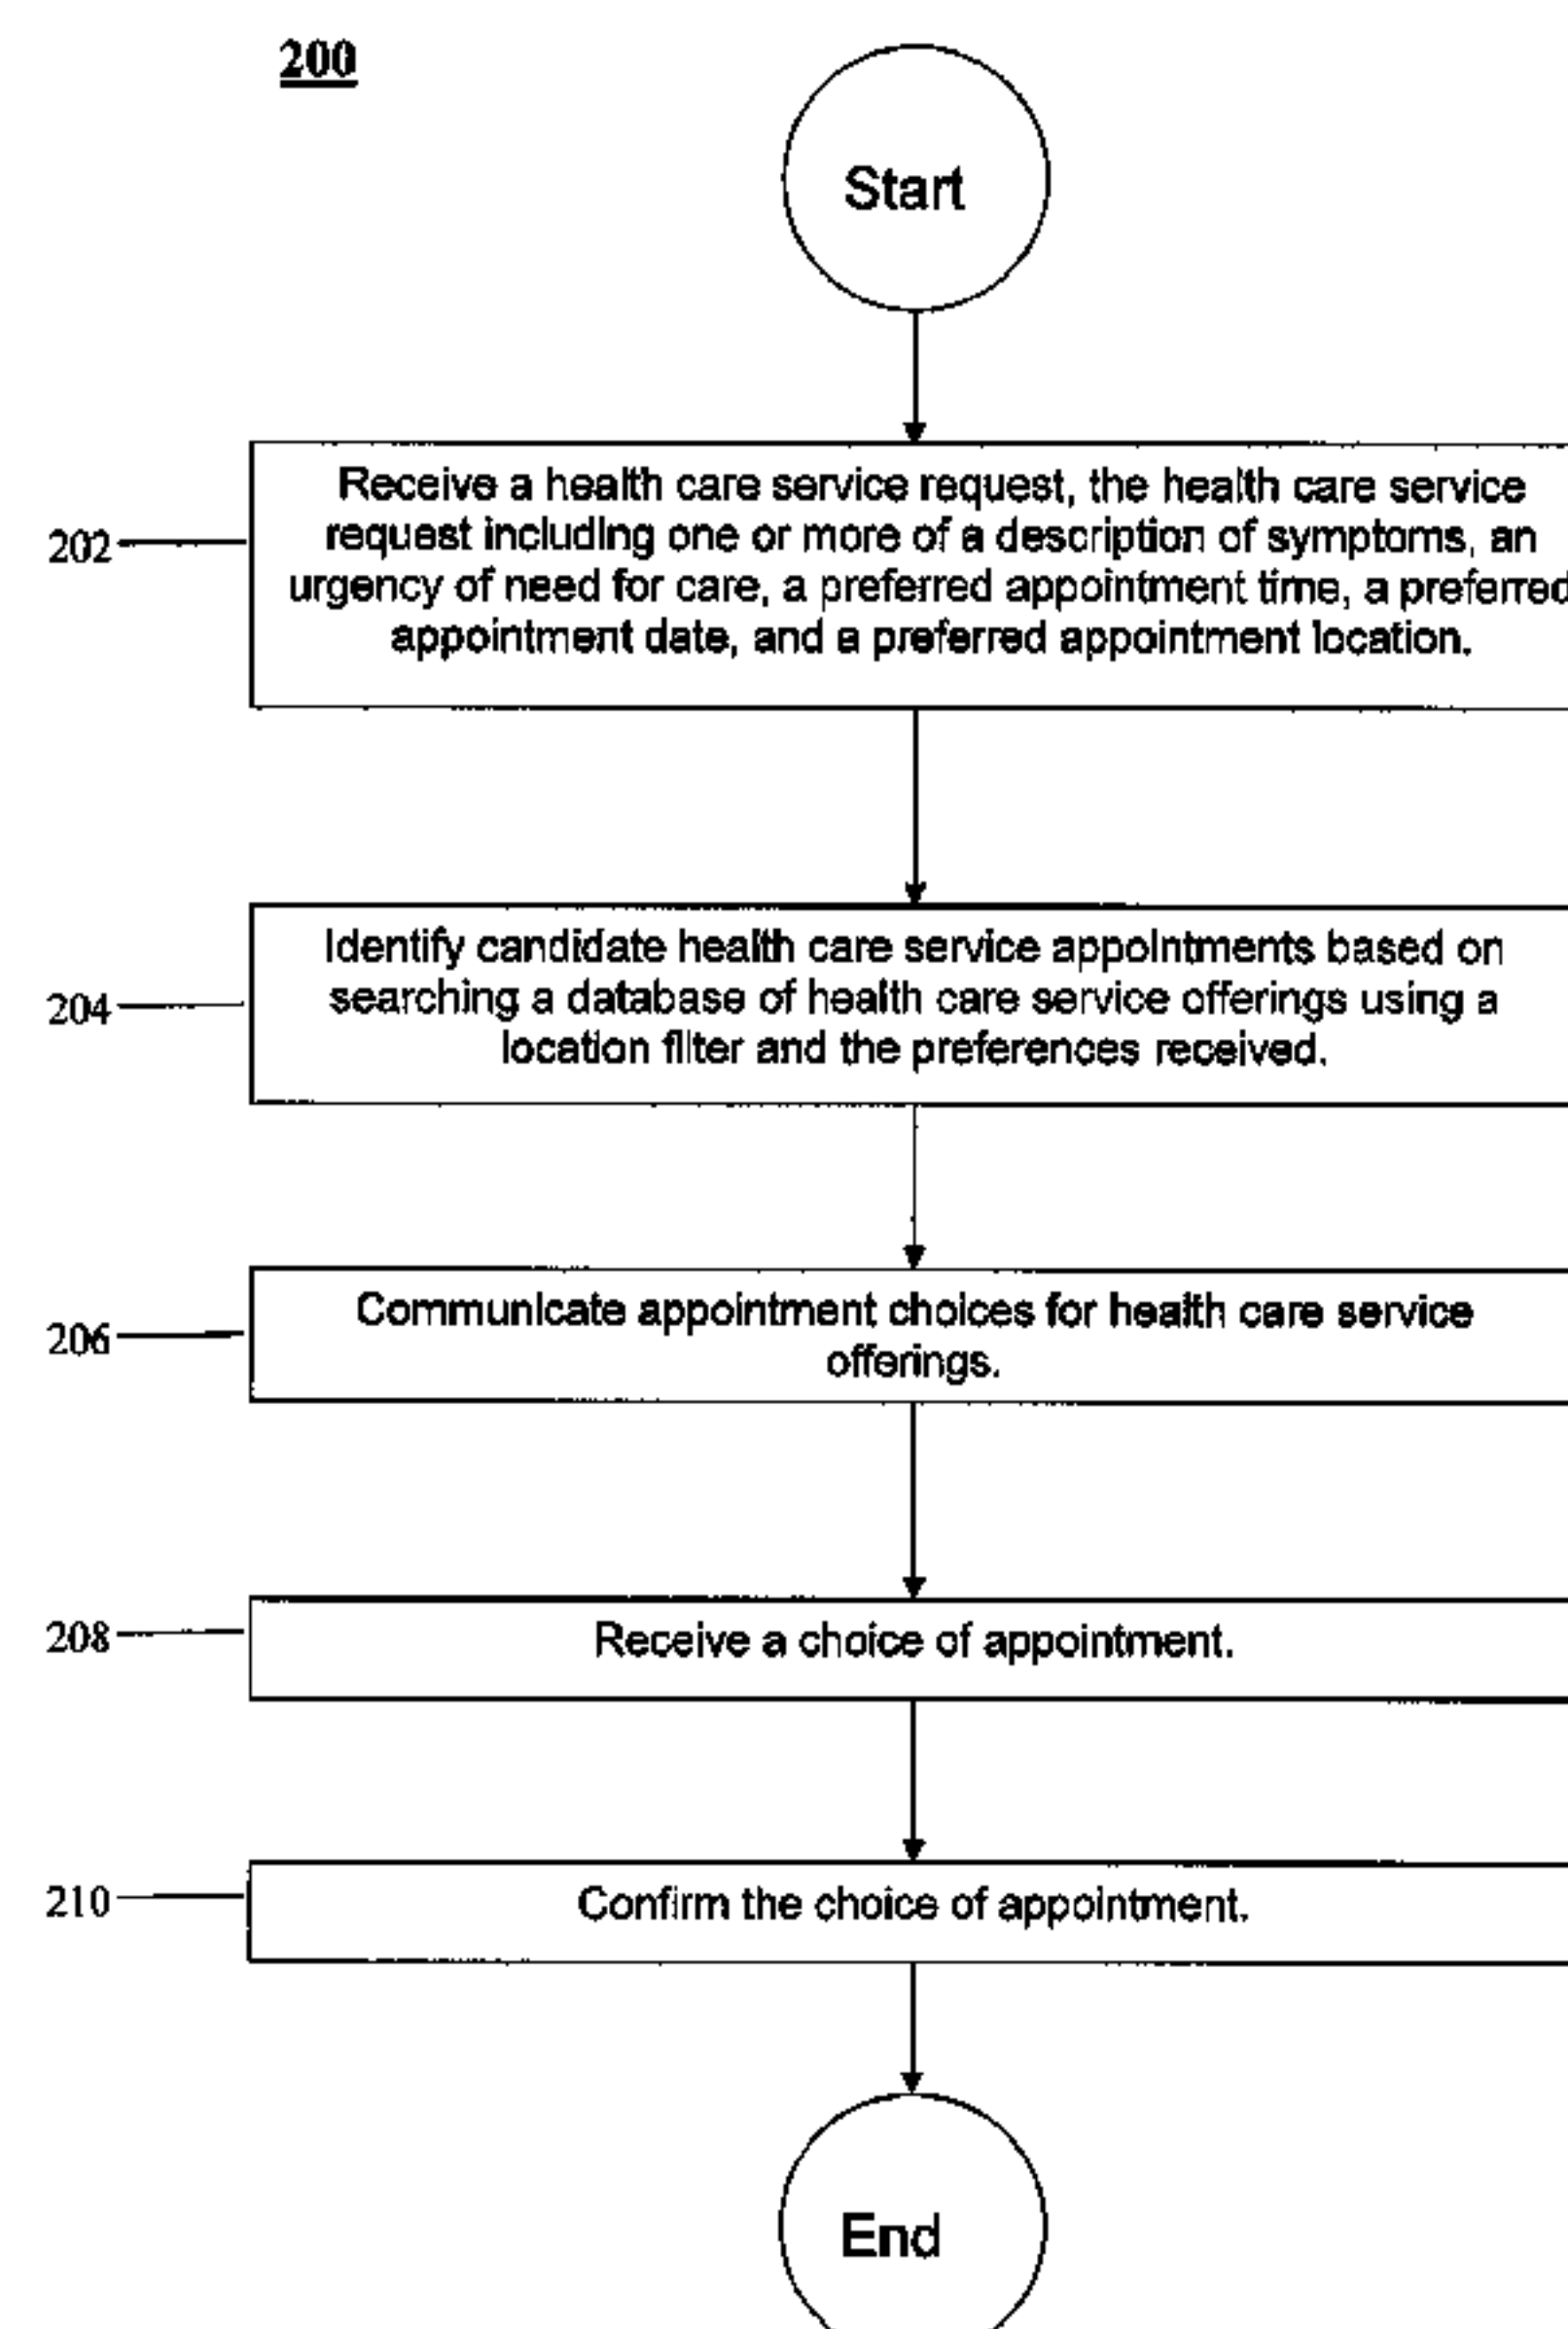 200
Start
202
Receive a health care service request, the health care service
request including one or more of a description of symptoms, an
urgency of need for care, a preferred appointment time, a preferred
appointment date, and a preferred appointment location.
204
Identify candidate health care service appointments based on
searching a database of health care service offerings using a
location filter and the preferences received.
206
Communicate appointment choices for health care service
offerings.
208
Receive a choice of appointment.
210
Confirm the choice of appointment.
End